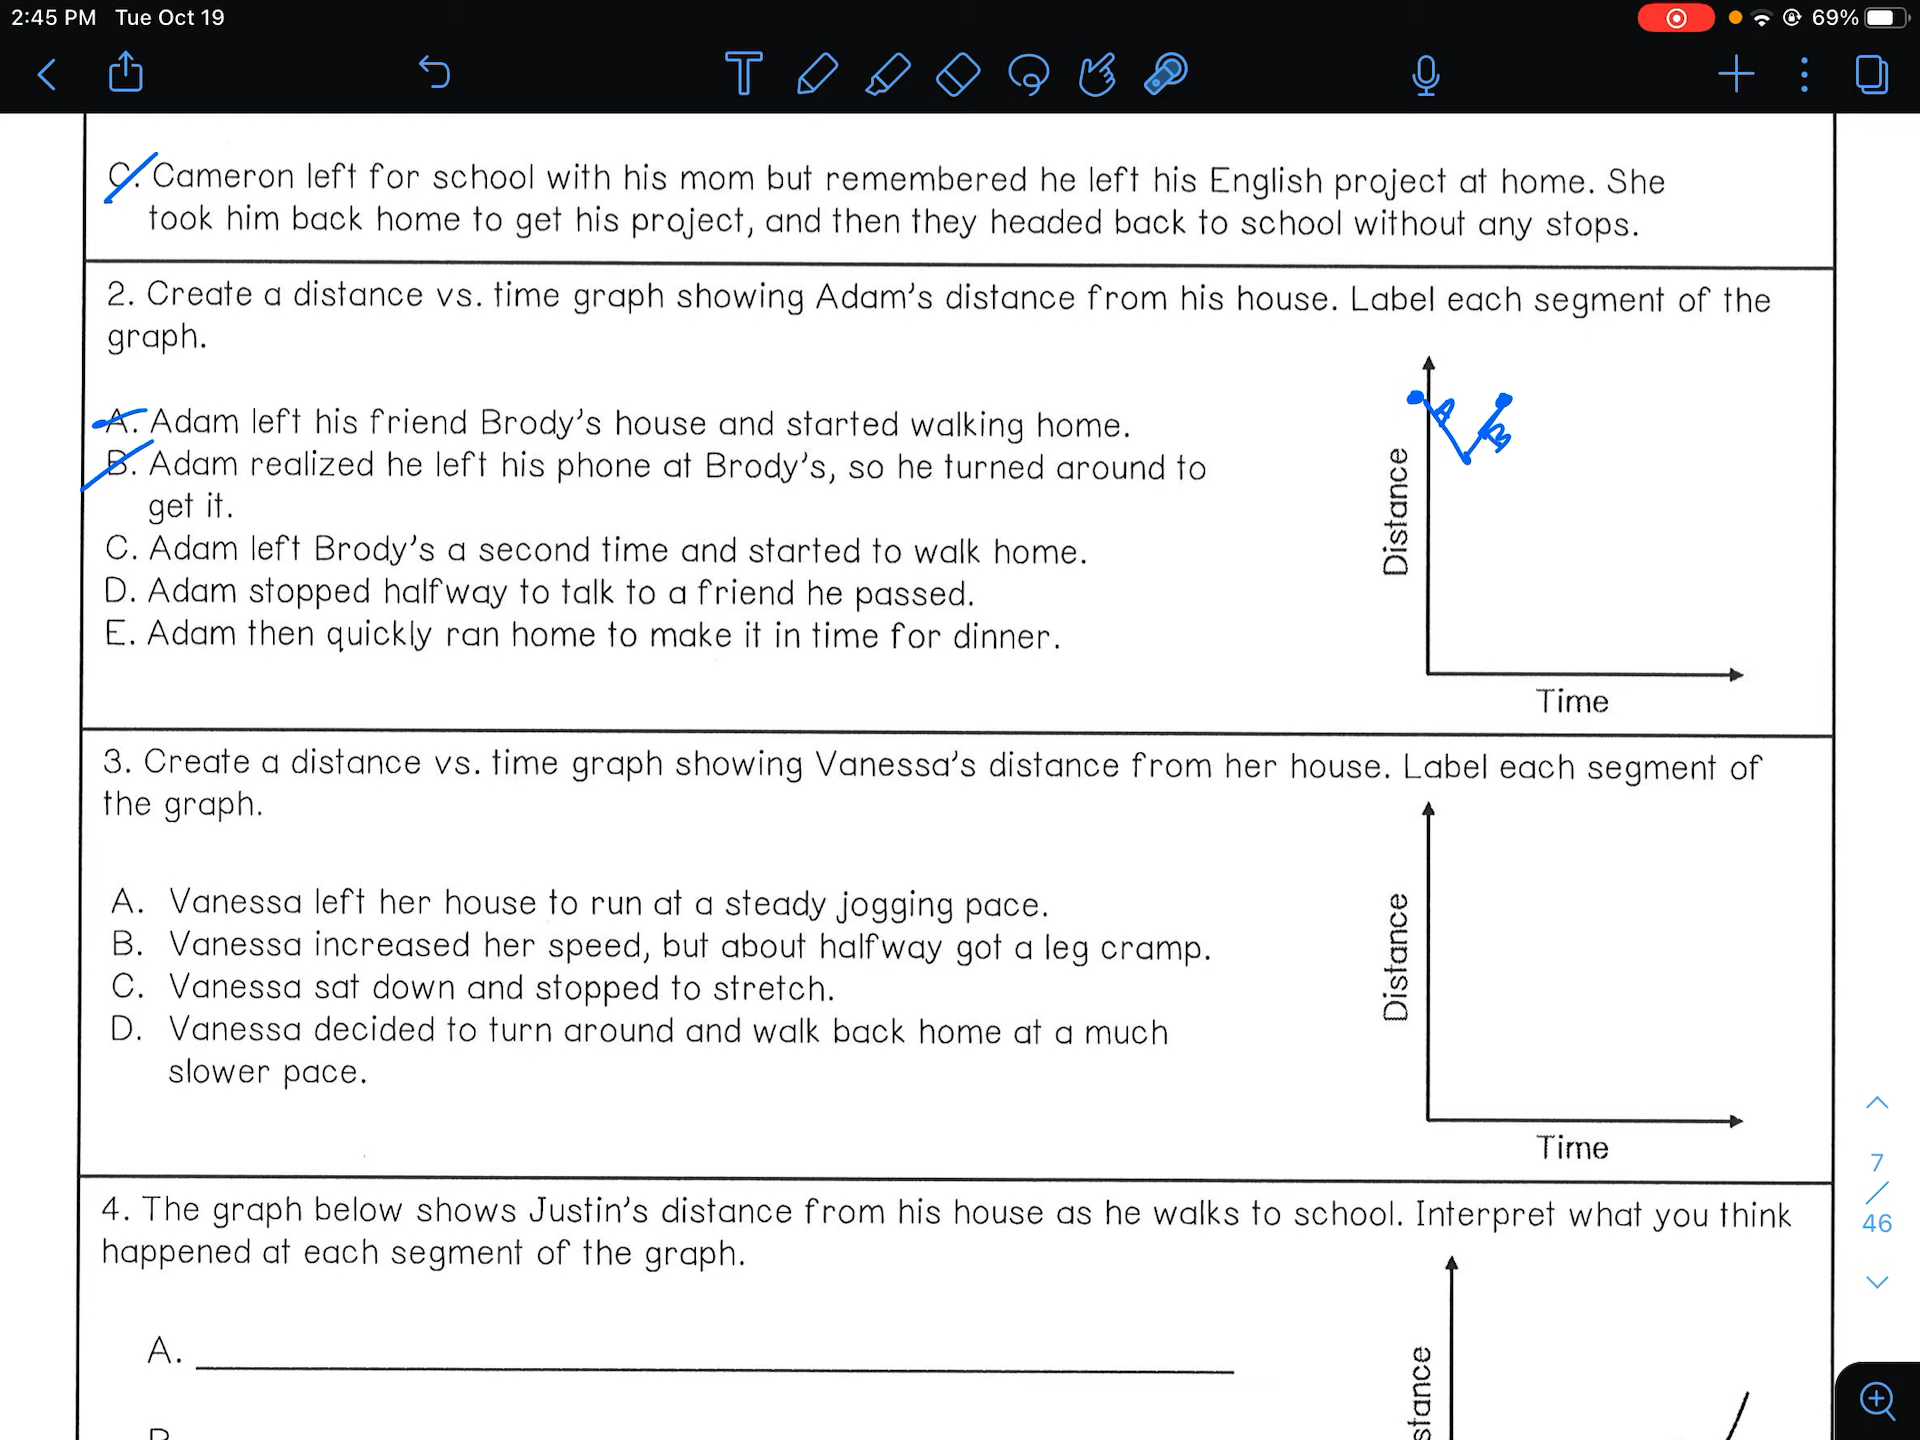 2:45 PM Tue Oct 19
69%
C. Cameron left for school with his mom but remembered he left his English project at home. She
took him back home to get his project, and then they headed back to school without any stops.
2. Create a distance vs. time graph showing Adam's distance from his house. Label each segment of the
graph.
A. Adam left his friend Brody's house and started walking home.
B. Adam realized he left his phone at Brody's, so he turned around to
get it.
C. Adam left Brody's a second time and started to walk home.
D. Adam stopped halfway to talk to a friend he passed.
E. Adam then quickly ran home to make it in time for dinner.
A
B
Distance
Time
3. Create a distance vs. time graph showing Vanessa's distance from her house. Label each segment of
the graph.
A. Vanessa left her house to run at a steady jogging pace.
B. Vanessa increased her speed, but about halfway got a leg cramp.
C. Vanessa sat down and stopped to stretch.
D. Vanessa decided to turn around and walk back home at a much
slower pace.
Distance
Time
7
/
46
4. The graph below shows Justin's distance from his house as he walks to school. Interpret what you think
happened at each segment of the graph.
A.
stance